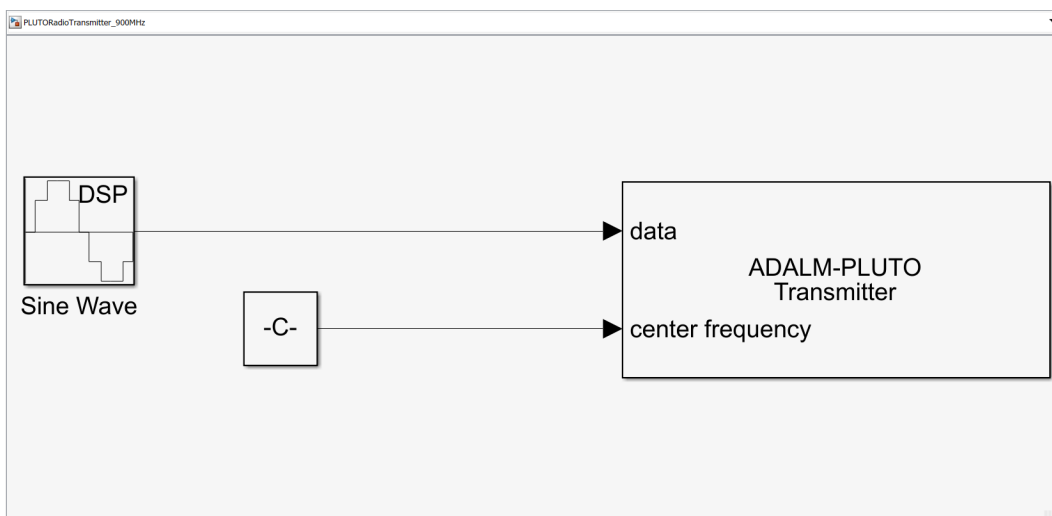 PLUTORadioTransmitter_900MHz
DSP
Sine Wave
-C-
data
center frequency
ADALM-PLUTO
Transmitter